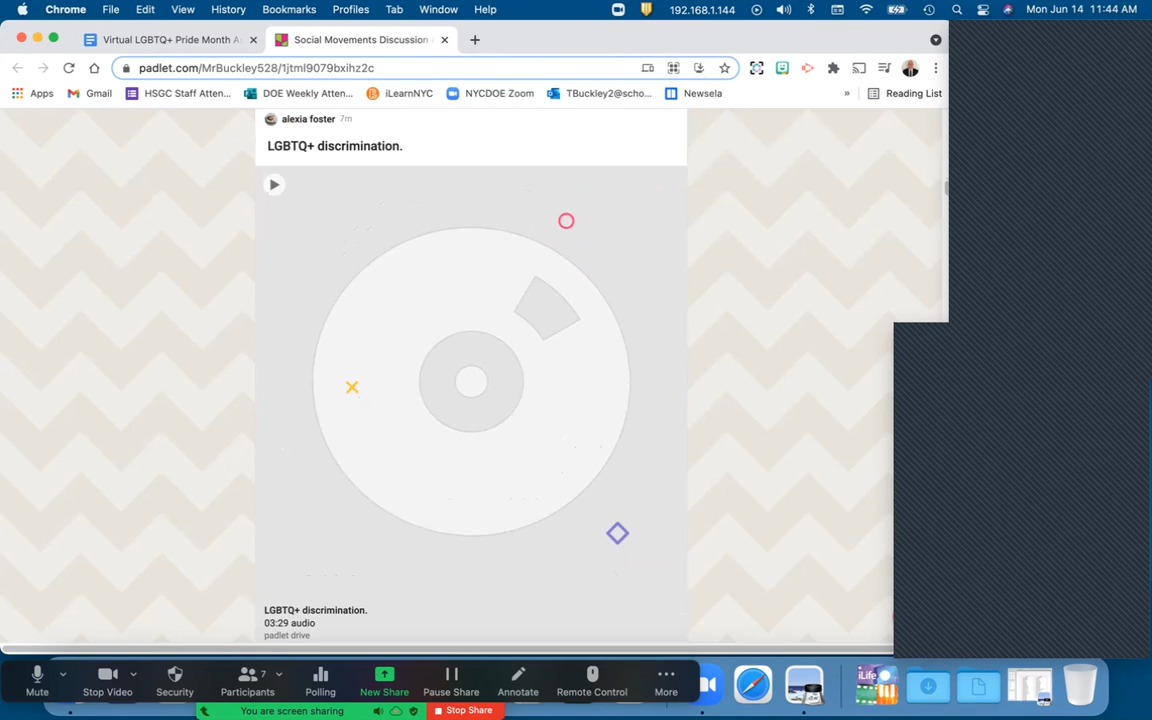 Chrome File Edit View History Bookmarks Profiles Tab Window Help 192.168.1.144 Mon Jun 14 11:44 AM
Virtual LGBTQ+ Pride Month A Social Movements Discussion
padlet.com/MrBuckley528/1jtml9079bxihz2c
Apps Gmail HSGC Staff Atten... DOE Weekly Atten... iLearnNYC NYCDOE Zoom TBuckley2@scho... Newsela » Reading List
alexia foster 7m
LGBTQ+ discrimination.
LGBTQ+ discrimination.
03:29 audio
padlet drive
7
Mute Stop Video Security Participants Polling New Share Pause Share Annotate Remote Control More
iLife
You are screen sharing Stop Share